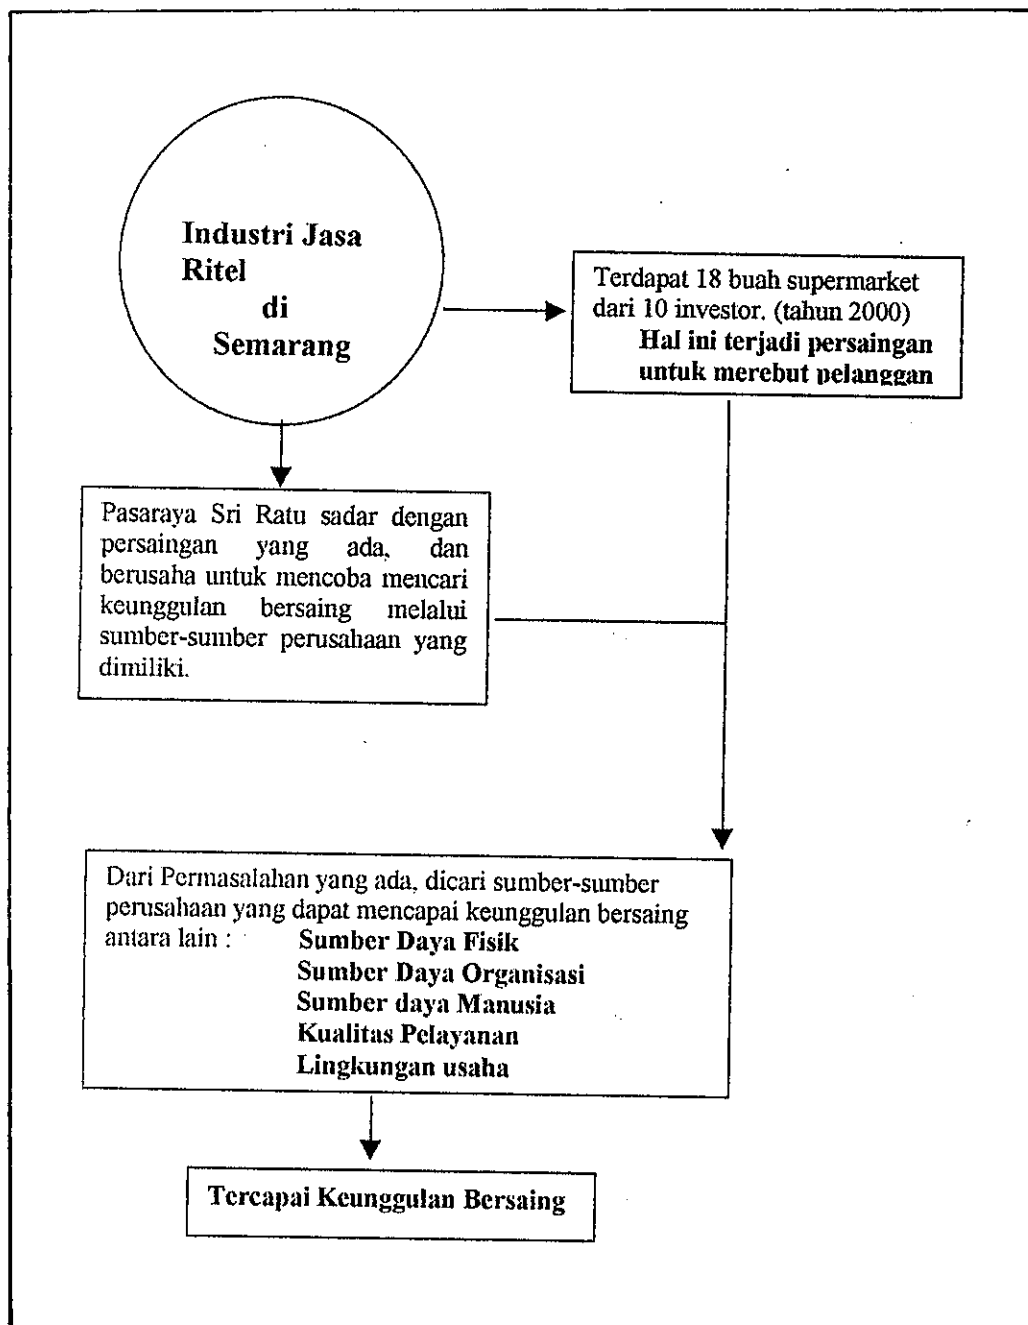 Industri Jasa
Ritel
di
Semarang
Terdapat 18 buah supermarket
dari 10 investor. (tahun 2000)
Hal ini terjadi persaingan
untuk merebut pelanggan
Pasaraya Sri Ratu sadar dengan
persaingan yang ada, dan
berusaha untuk mencoba mencari
keunggulan bersaing melalui
sumber-sumber perusahaan yang
dimiliki.
Dari Permasalahan yang ada, dicari sumber-sumber
perusahaan yang dapat mencapai keunggulan bersaing
antara lain : Sumber Daya Fisik
Sumber Daya Organisasi
Sumber daya Manusia
Kualitas Pelayanan
Lingkungan usaha
Tercapai Keunggulan Bersaing